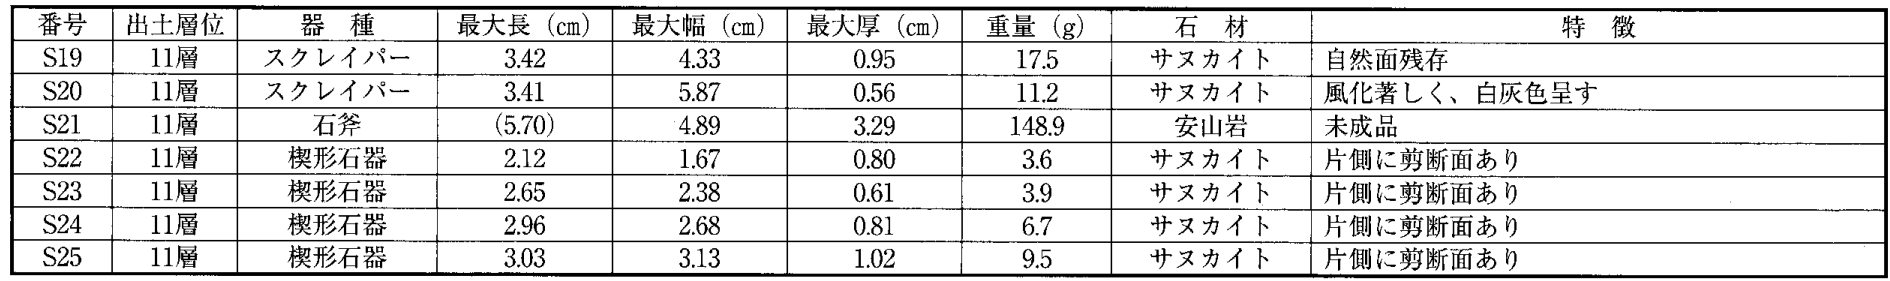 番号 出土層位 器 種 最大長（㎝） 最大幅（㎝） 最大厚（㎝） 重量（g） 石 材 特 徴
S19 11層 スクレイパー 3.42 4.33 0.95 17.5 サヌカイト 自然面残存
S20 11層 スクレイパー 3.41 5.87 0.56 11.2 サヌカイト 風化著しく、白灰色呈す
S21 11層 石斧 (5.70) 4.89 3.29 148.9 安山岩 未成品
S22 11層 楔形石器 2.12 1.67 0.80 3.6 サヌカイト 片側に剪断面あり
S23 11層 楔形石器 2.65 2.38 0.61 3.9 サヌカイト 片側に剪断面あり
S24 11層 楔形石器 2.96 2.68 0.81 6.7 サヌカイト 片側に剪断面あり
S25 11層 楔形石器 3.03 3.13 1.02 9.5 サヌカイト 片側に剪断面あり